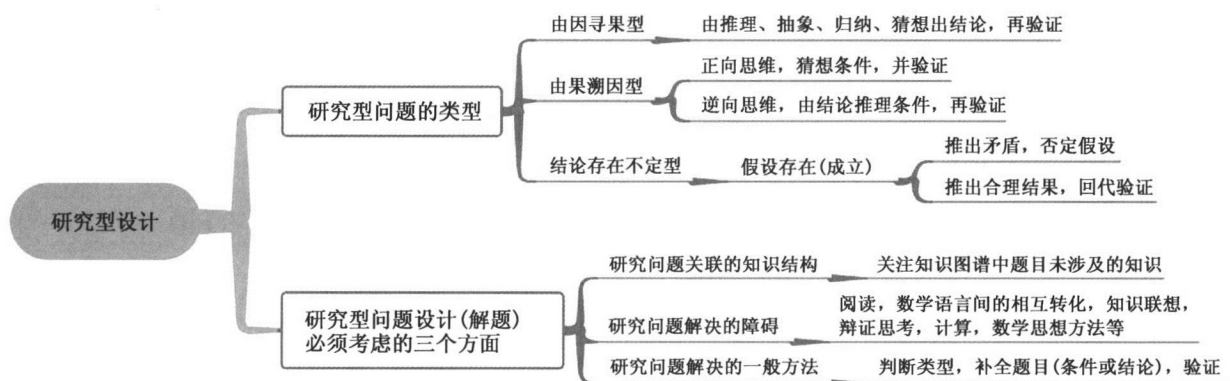 由因寻果型
由推理、抽象、归纳、猜想出结论，再验证
正向思维，猜想条件，并验证
由果溯因型
研究型问题的类型
逆向思维，由结论推理条件，再验证
推出矛盾，否定假设
结论存在不定型
假设存在(成立)
推出合理结果，回代验证
研究型设计
研究问题关联的知识结构
关注知识图谱中题目未涉及的知识
阅读，数学语言间的相互转化，知识联想，
研究型问题设计(解题)
研究问题解决的障碍
辩证思考，计算，数学思想方法等
必须考虑的三个方面
研究问题解决的一般方法
判断类型，补全题目(条件或结论)，验证